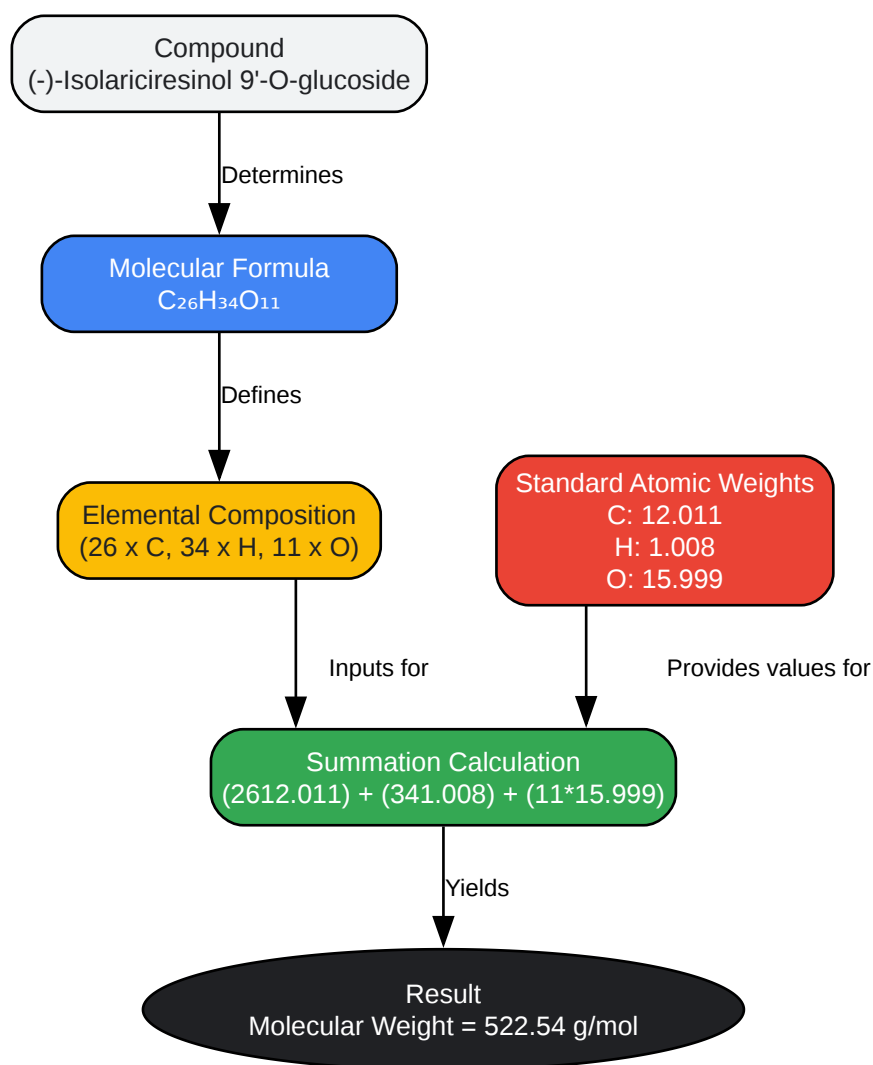 Compound
(-)-Isolariciresinol 9'-O-glucoside
Determines
Molecular Formula
C₂₆H₃₄O₁₁
Defines
Elemental Composition
(26 x C, 34 x H, 11 x O)
Standard Atomic Weights
C: 12.011
H: 1.008
O: 15.999
Inputs for
Provides values for
Summation Calculation
(2612.011) + (341.008) + (11*15.999)
Yields
Result
Molecular Weight = 522.54 g/mol